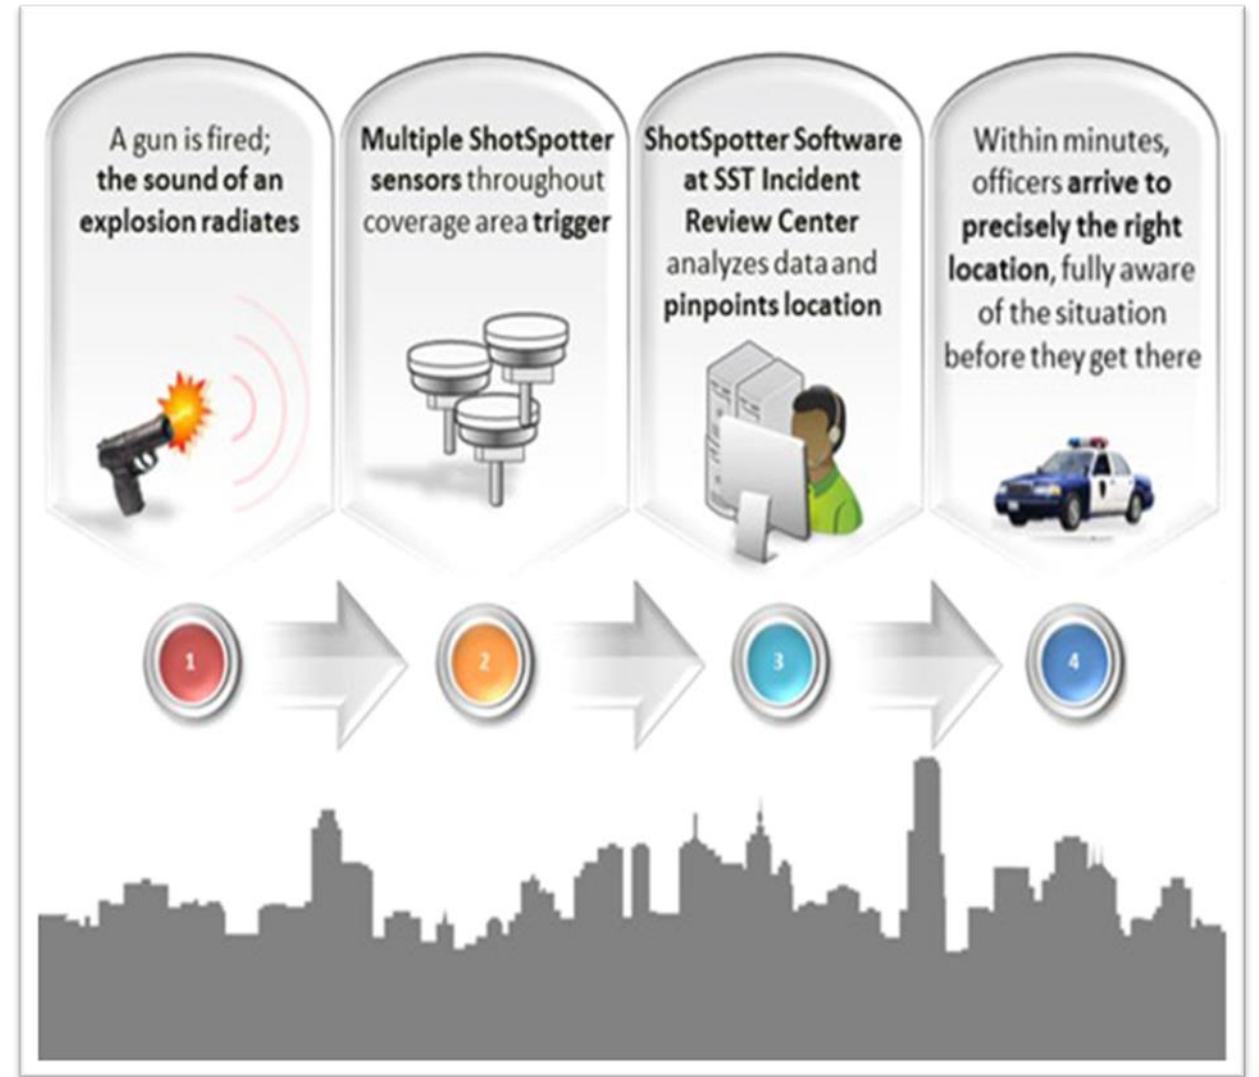 A gun is fired;
the sound of an
explosion radiates
Multiple ShotSpotter
sensors throughout
coverage area trigger
ShotSpotter Software
at SST Incident
Review Center
analyzes data and
pinpoints location
Within minutes,
officers arrive to
precisely the right
location, fully aware
of the situation
before they get there
1
2
3
4